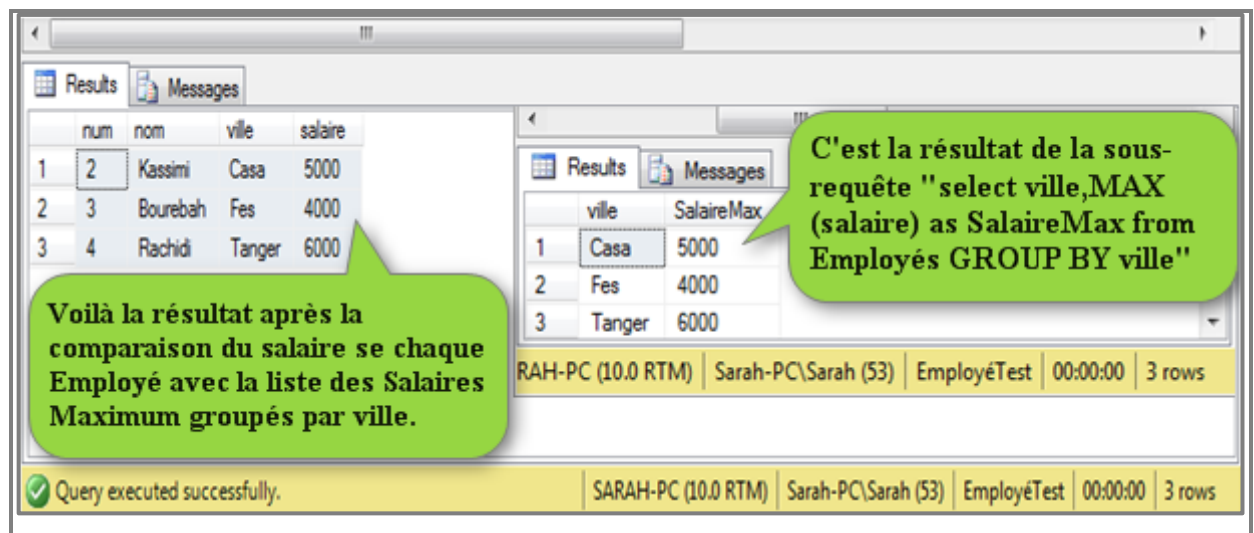 Results Messages
num nom ville salaire
1 2 Kassimi Casa 5000
2 3 Bourebah Fes 4000
3 4 Rachidi Tanger 6000
Voilà la résultat après la
comparaison du salaire se chaque
Employé avec la liste des Salaires
Maximum groupés par ville.
Results Messages
ville SalaireMax
1 Casa 5000
2 Fes 4000
3 Tanger 6000
C'est la résultat de la sous-
requête "select ville,MAX
(salaire) as SalaireMax from
Employés GROUP BY ville"
RAH-PC (10.0 RTM) Sarah-PC\Sarah (53) EmployéTest 00:00:00 3 rows
Query executed successfully. SARAH-PC (10.0 RTM) Sarah-PC\Sarah (53) EmployéTest 00:00:00 3 rows